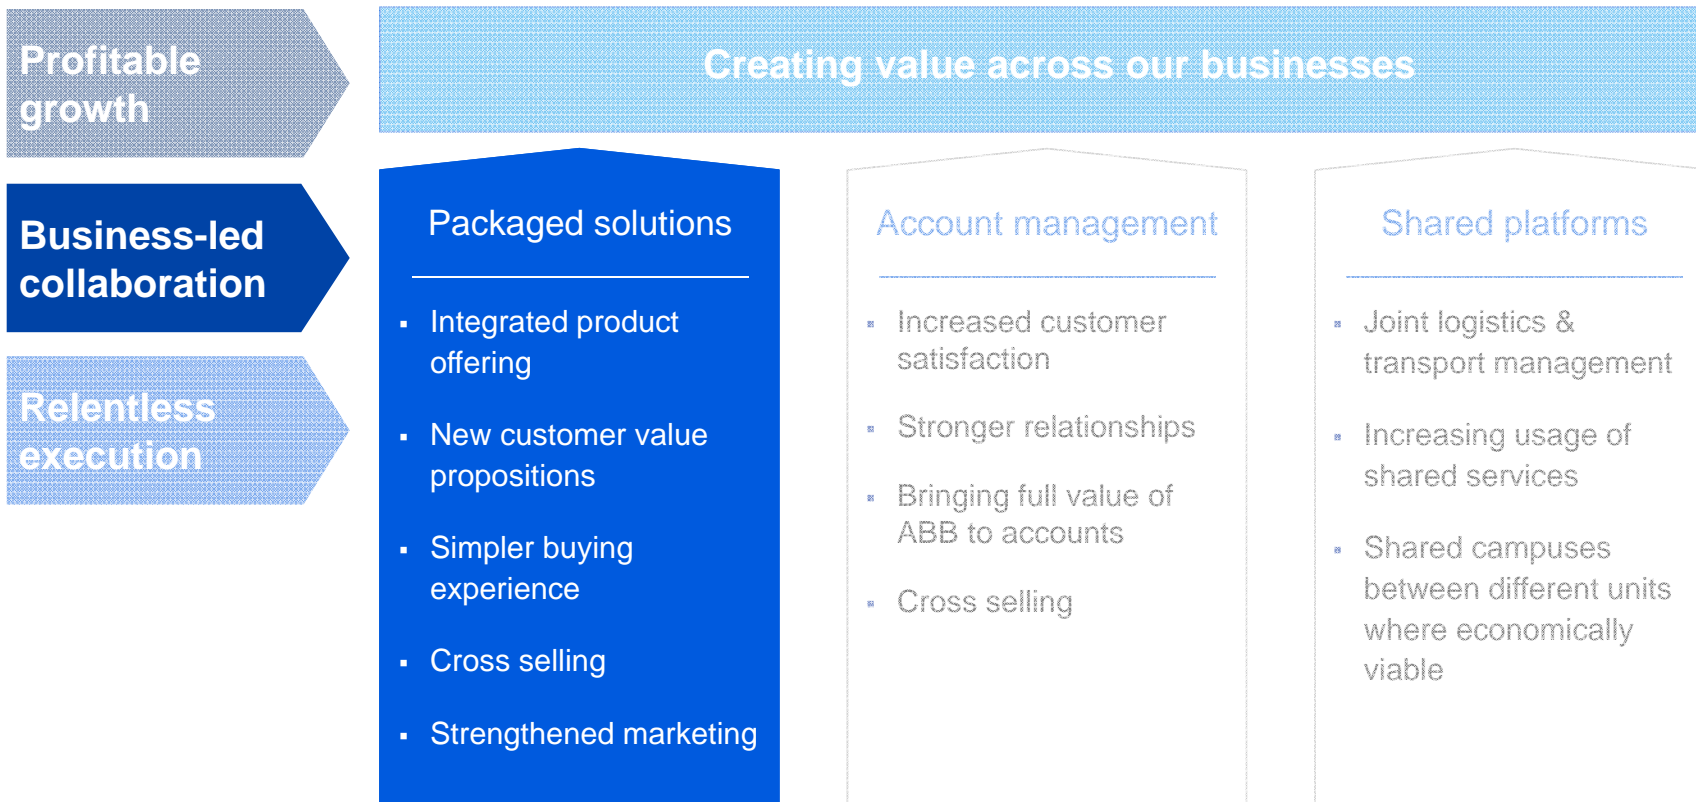 Profitable
growth
Business-led
collaboration
Relentless
execution
Creating value across our businesses
Packaged solutions
▪ Integrated product
offering
▪ New customer value
propositions
▪ Simpler buying
experience
▪ Cross selling
▪ Strengthened marketing
Account management
▪ Increased customer
satisfaction
▪ Stronger relationships
▪ Bringing full value of
ABB to accounts
▪ Cross selling
Shared platforms
▪ Joint logistics &
transport management
▪ Increasing usage of
shared services
▪ Shared campuses
between different units
where economically
viable